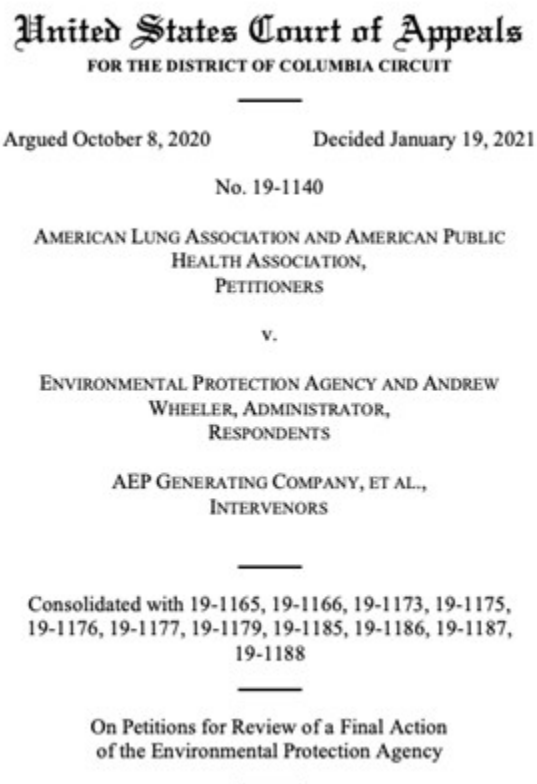 United States Court of Appeals
FOR THE DISTRICT OF COLUMBIA CIRCUIT
Argued October 8, 2020 Decided January 19, 2021
No. 19-1140
AMERICAN LUNG ASSOCIATION AND AMERICAN PUBLIC
HEALTH ASSOCIATION,
PETITIONERS
v.
ENVIRONMENTAL PROTECTION AGENCY AND ANDREW
WHEELER, ADMINISTRATOR,
RESPONDENTS
AEP GENERATING COMPANY, ET AL.,
INTERVENORS
Consolidated with 19-1165, 19-1166, 19-1173, 19-1175,
19-1176, 19-1177, 19-1179, 19-1185, 19-1186, 19-1187,
19-1188
On Petitions for Review of a Final Action
of the Environmental Protection Agency